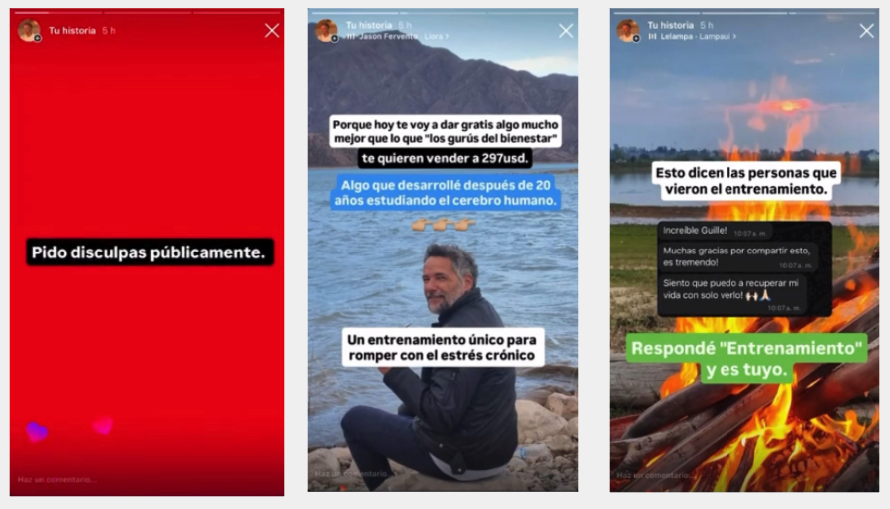 Tu historia 5 h
Pido disculpas públicamente.
Haz un comentario...
Tu historia 5 h
Jason Ferventa · Liora >
Porque hoy te voy a dar gratis algo mucho
mejor que lo que "los gurús del bienestar"
te quieren vender a 297usd.
Algo que desarrollé después de 20
años estudiando el cerebro humano.
Un entrenamiento único para
romper con el estrés crónico
Haz un comentario...
Tu historia 5 h
Lelampa · Lampaui >
Esto dicen las personas que
vieron el entrenamiento.
Increíble Guille! 10:07 a. m.
Muchas gracias por compartir esto,
es tremendo! 10:07 a. m.
Siento que puedo a recuperar mi
vida con solo verlo! 10:07 a. m.
Respondé "Entrenamiento"
y es tuyo.
Haz un comentario...